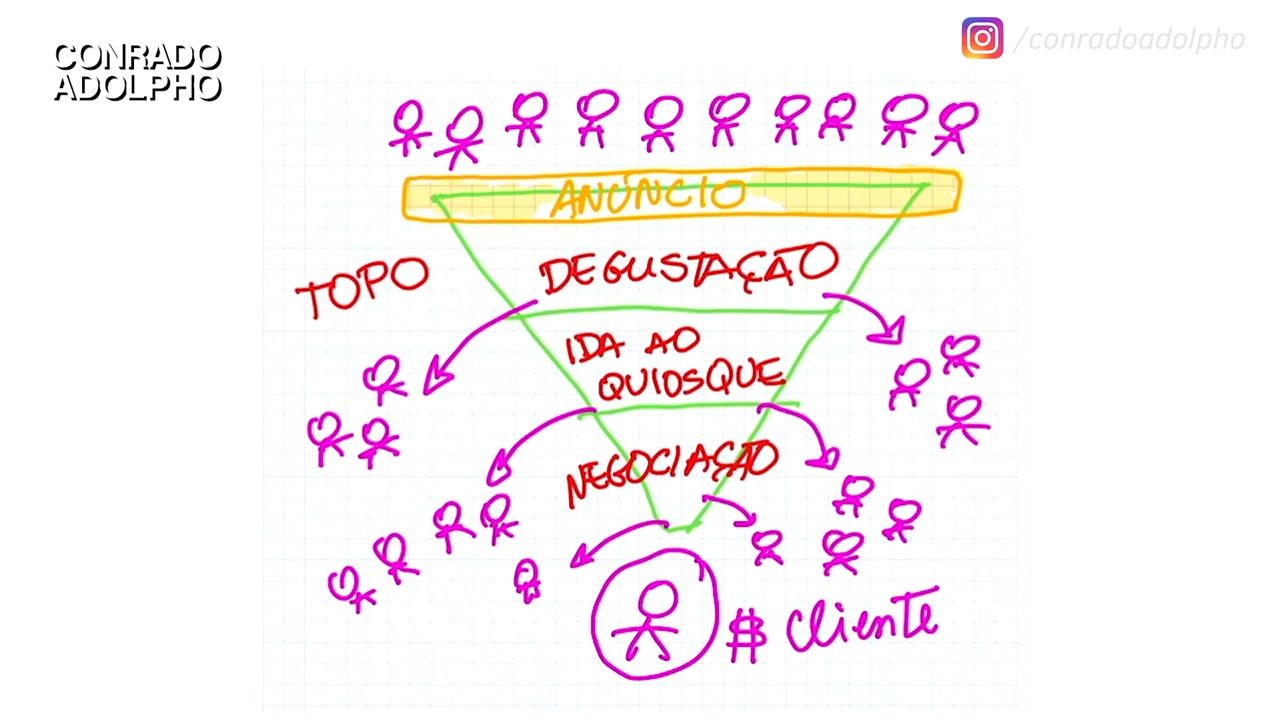 CONRADO
ADOLPHO
/conradoadolpho
ANÚNCIO
TOPO
DEGUSTAÇÃO
IDA AO
QUIOSQUE
NEGOCIAÇÃO
$ Cliente